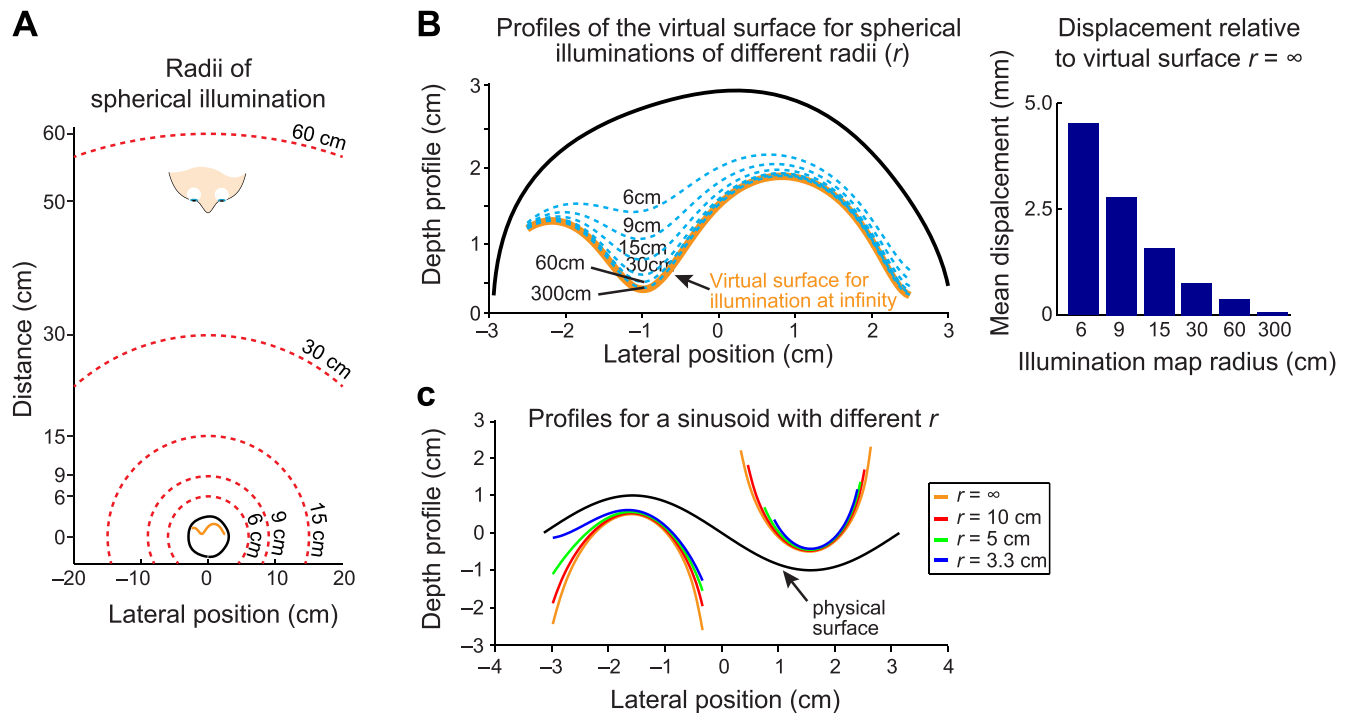 A
Radii of
spherical illumination
60 cm
30 cm
15 cm
9 cm
6 cm
60
50
30
15
9
6
0
–20
–10
0
10
20
Distance (cm)
Lateral position (cm)
B
Profiles of the virtual surface for spherical
illuminations of different radii (r)
3
2
1
0
–3
–2
–1
0
1
2
3
Depth profile (cm)
Lateral position (cm)
6cm
9cm
15cm
30cm
60cm
300cm
Virtual surface for
illumination at infinity
Displacement relative
to virtual surface r = ∞
5.0
2.5
0
6
9
15
30
60
300
Mean dispalcement (mm)
Illumination map radius (cm)
c
Profiles for a sinusoid with different r
3
2
1
0
–1
–2
–3
–4
–3
–2
–1
0
1
2
3
4
Depth profile (cm)
Lateral position (cm)
physical
surface
r = ∞
r = 10 cm
r = 5 cm
r = 3.3 cm